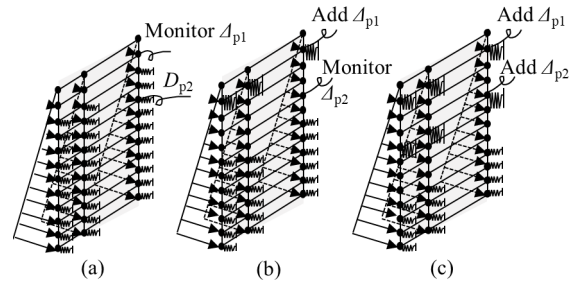 Monitor Δp1
Dp2
(a)
Add Δp1
Monitor
Δp2
(b)
Add Δp1
Add Δp2
(c)